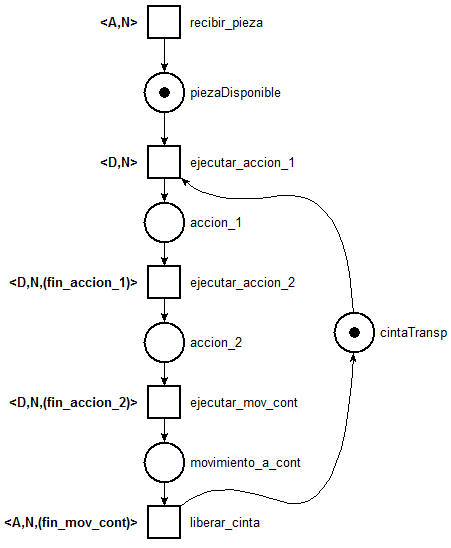 <A,N> recibir_pieza
piezaDisponible
<D,N> ejecutar_accion_1
accion_1
<D,N,(fin_accion_1)> ejecutar_accion_2
cintaTransp
accion_2
<D,N,(fin_accion_2)> ejecutar_mov_cont
movimiento_a_cont
<A,N,(fin_mov_cont)> liberar_cinta